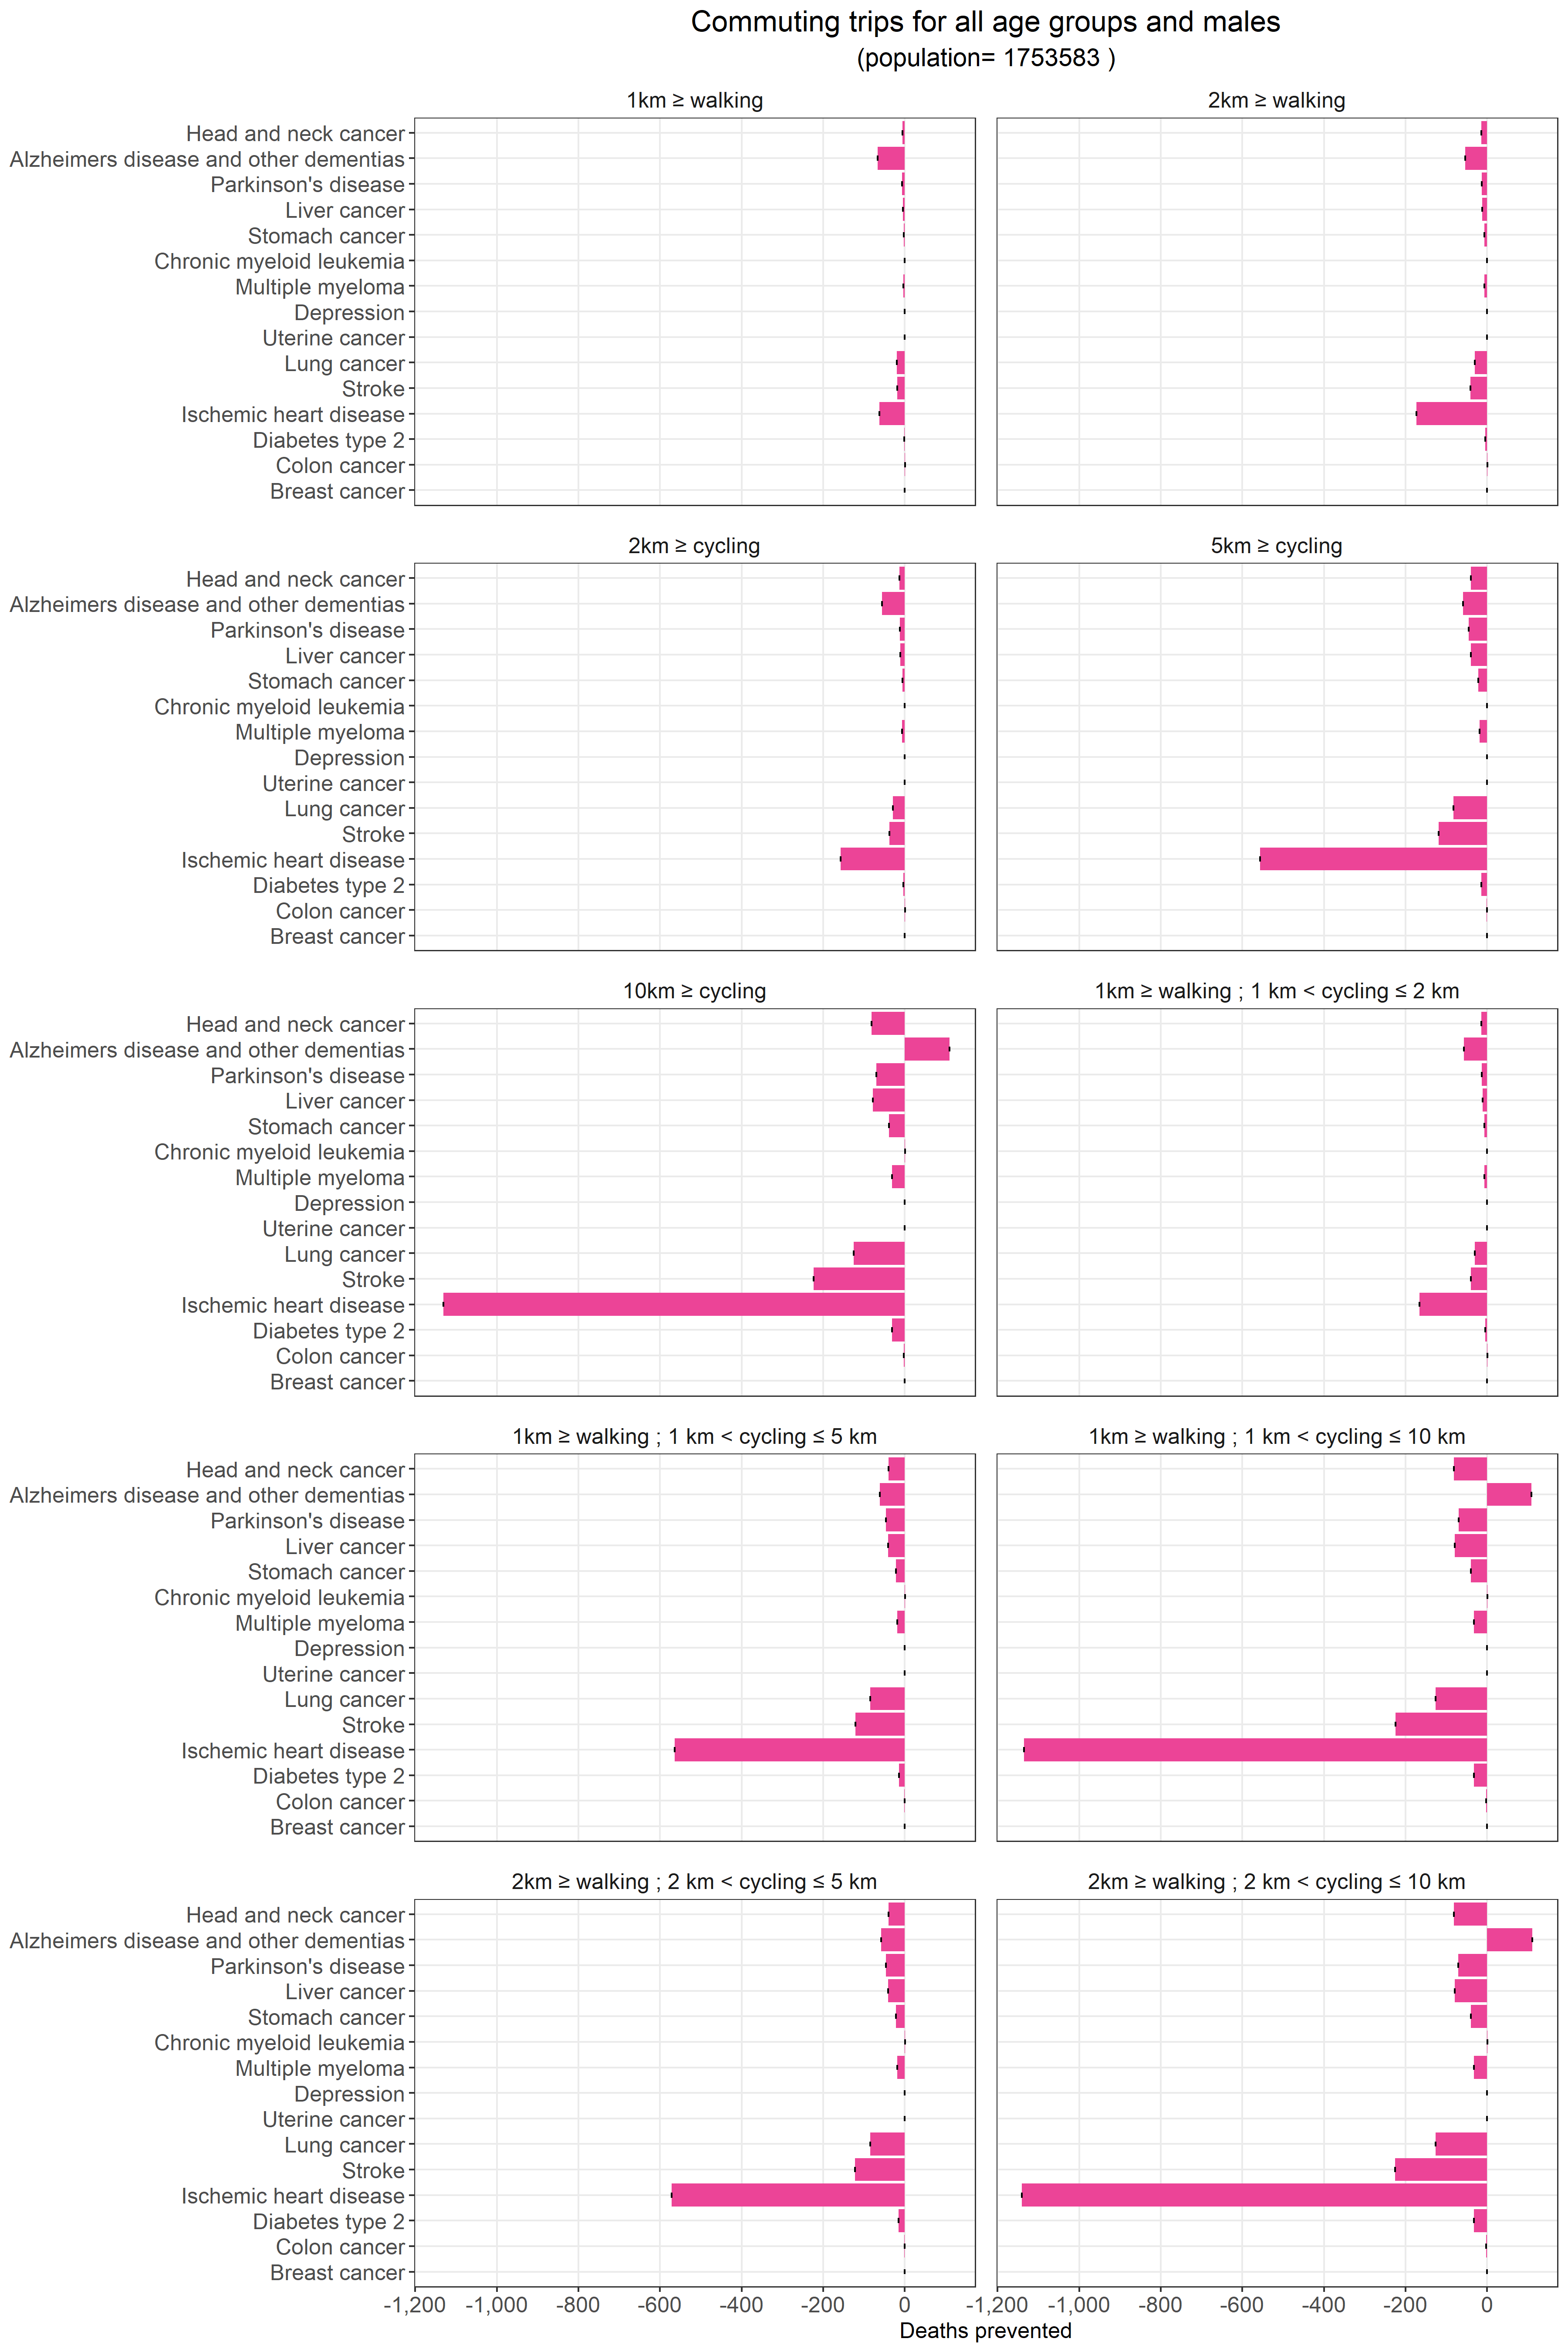 Commuting trips for all age groups and males
(population= 1753583 )
1km ≥ walking
2km ≥ walking
Head and neck cancer
Alzheimers disease and other dementias
Parkinson's disease
Liver cancer
Stomach cancer
Chronic myeloid leukemia
Multiple myeloma
Depression
Uterine cancer
Lung cancer
Stroke
Ischemic heart disease
Diabetes type 2
Colon cancer
Breast cancer
2km ≥ cycling
5km ≥ cycling
Head and neck cancer
Alzheimers disease and other dementias
Parkinson's disease
Liver cancer
Stomach cancer
Chronic myeloid leukemia
Multiple myeloma
Depression
Uterine cancer
Lung cancer
Stroke
Ischemic heart disease
Diabetes type 2
Colon cancer
Breast cancer
10km ≥ cycling
1km ≥ walking ; 1 km < cycling ≤ 2 km
Head and neck cancer
Alzheimers disease and other dementias
Parkinson's disease
Liver cancer
Stomach cancer
Chronic myeloid leukemia
Multiple myeloma
Depression
Uterine cancer
Lung cancer
Stroke
Ischemic heart disease
Diabetes type 2
Colon cancer
Breast cancer
1km ≥ walking ; 1 km < cycling ≤ 5 km
1km ≥ walking ; 1 km < cycling ≤ 10 km
Head and neck cancer
Alzheimers disease and other dementias
Parkinson's disease
Liver cancer
Stomach cancer
Chronic myeloid leukemia
Multiple myeloma
Depression
Uterine cancer
Lung cancer
Stroke
Ischemic heart disease
Diabetes type 2
Colon cancer
Breast cancer
2km ≥ walking ; 2 km < cycling ≤ 5 km
2km ≥ walking ; 2 km < cycling ≤ 10 km
Head and neck cancer
Alzheimers disease and other dementias
Parkinson's disease
Liver cancer
Stomach cancer
Chronic myeloid leukemia
Multiple myeloma
Depression
Uterine cancer
Lung cancer
Stroke
Ischemic heart disease
Diabetes type 2
Colon cancer
Breast cancer
-1,200 -1,000 -800 -600 -400 -200 0 -1,200 -1,000 -800 -600 -400 -200 0
Deaths prevented